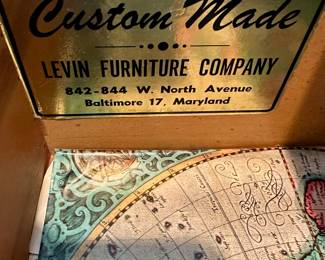 Custom Made
LEVIN FURNITURE COMPANY
842-844 W. North Avenue
Baltimore 17, Maryland